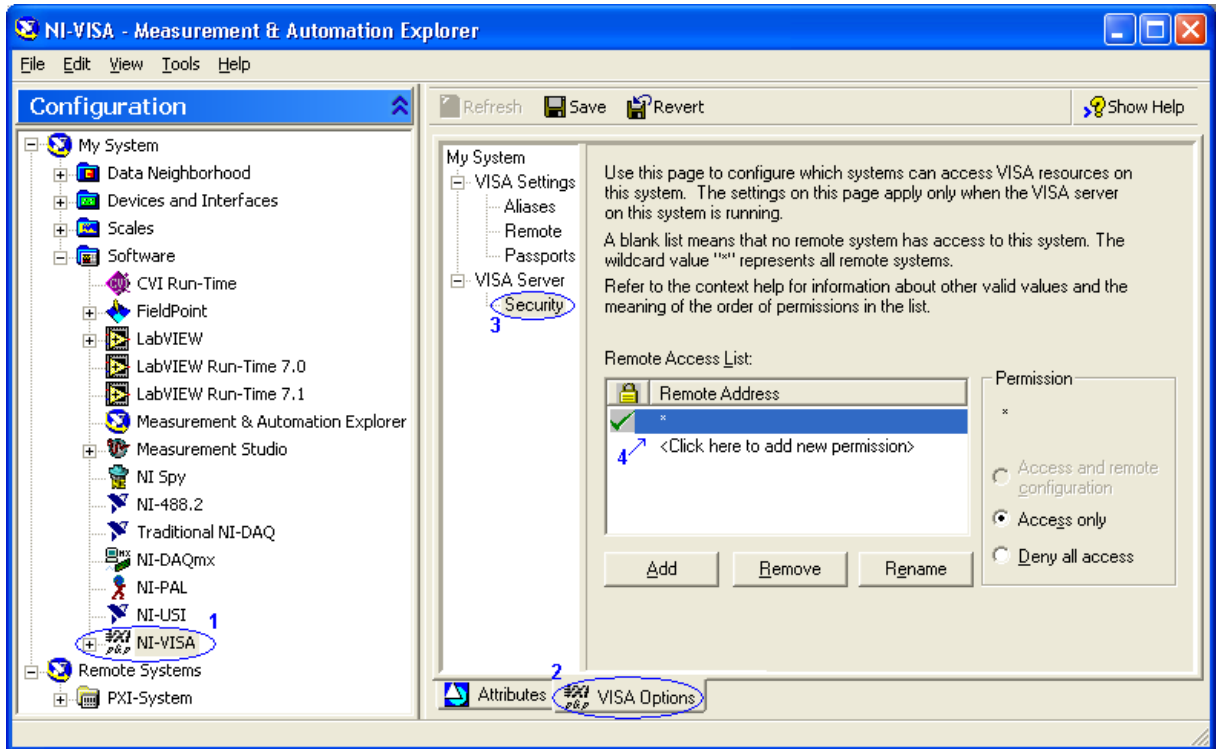 NI-VISA - Measurement & Automation Explorer
File Edit View Tools Help
Configuration
My System
Data Neighborhood
Devices and Interfaces
Scales
Software
CVI Run-Time
FieldPoint
LabVIEW
LabVIEW Run-Time 7.0
LabVIEW Run-Time 7.1
Measurement & Automation Explorer
Measurement Studio
NI Spy
NI-488.2
Traditional NI-DAQ
NI-DAQmx
NI-PAL
NI-USI
1
NI-VISA
Remote Systems
PXI-System
Refresh Save Revert Show Help
My System
VISA Settings
Aliases
Remote
Passports
VISA Server
Security
3
Use this page to configure which systems can access VISA resources on
this system. The settings on this page apply only when the VISA server
on this system is running.
A blank list means that no remote system has access to this system. The
wildcard value "*" represents all remote systems.
Refer to the context help for information about other valid values and the
meaning of the order of permissions in the list.
Remote Access List:
Remote Address
*
4
<Click here to add new permission>
Add Remove Rename
Permission
*
Access and remote
configuration
Access only
Deny all access
2
Attributes VISA Options